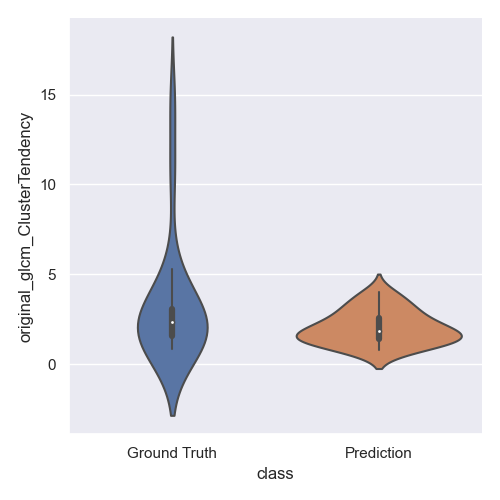 original_glcm_ClusterTendency
15
10
5
0
Ground Truth
Prediction
class